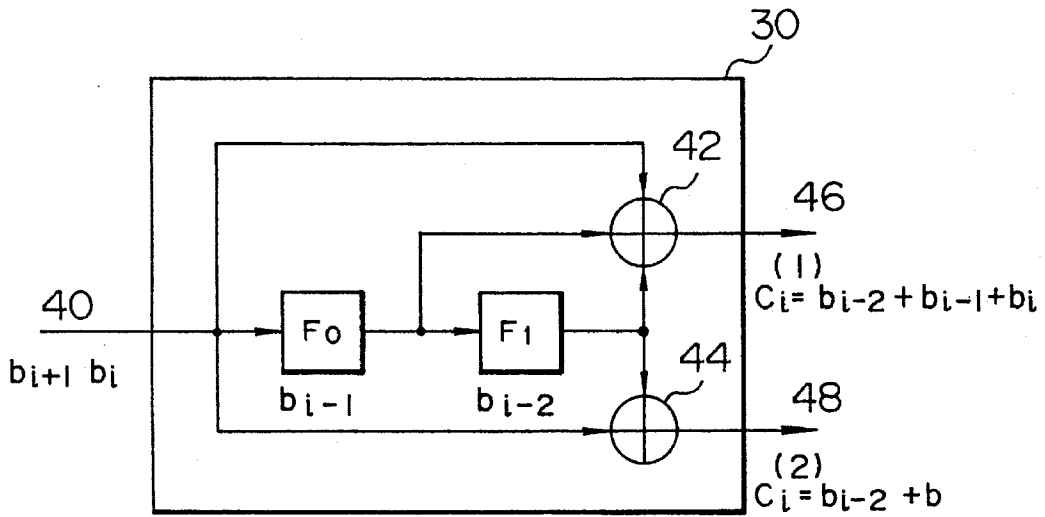 30
42
46
(1)
Ci = bi-2 + bi-1 + bi
40
F0
F1
bi+1 bi
bi-1
bi-2
44
48
(2)
Ci = bi-2 + b